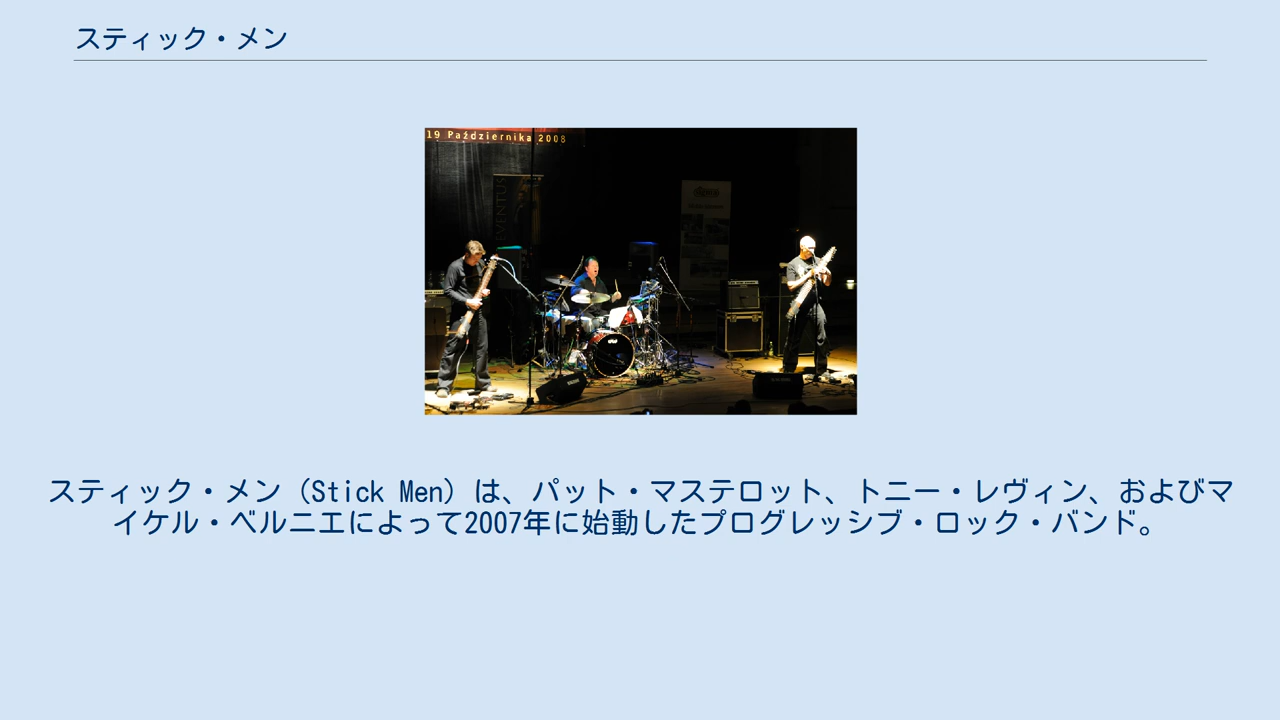 スティック・メン
19 Października 2008
EVENTUS
スティック・メン（Stick Men）は、パット・マステロット、トニー・レヴィン、およびマ
イケル・ベルニエによって2007年に始動したプログレッシブ・ロック・バンド。